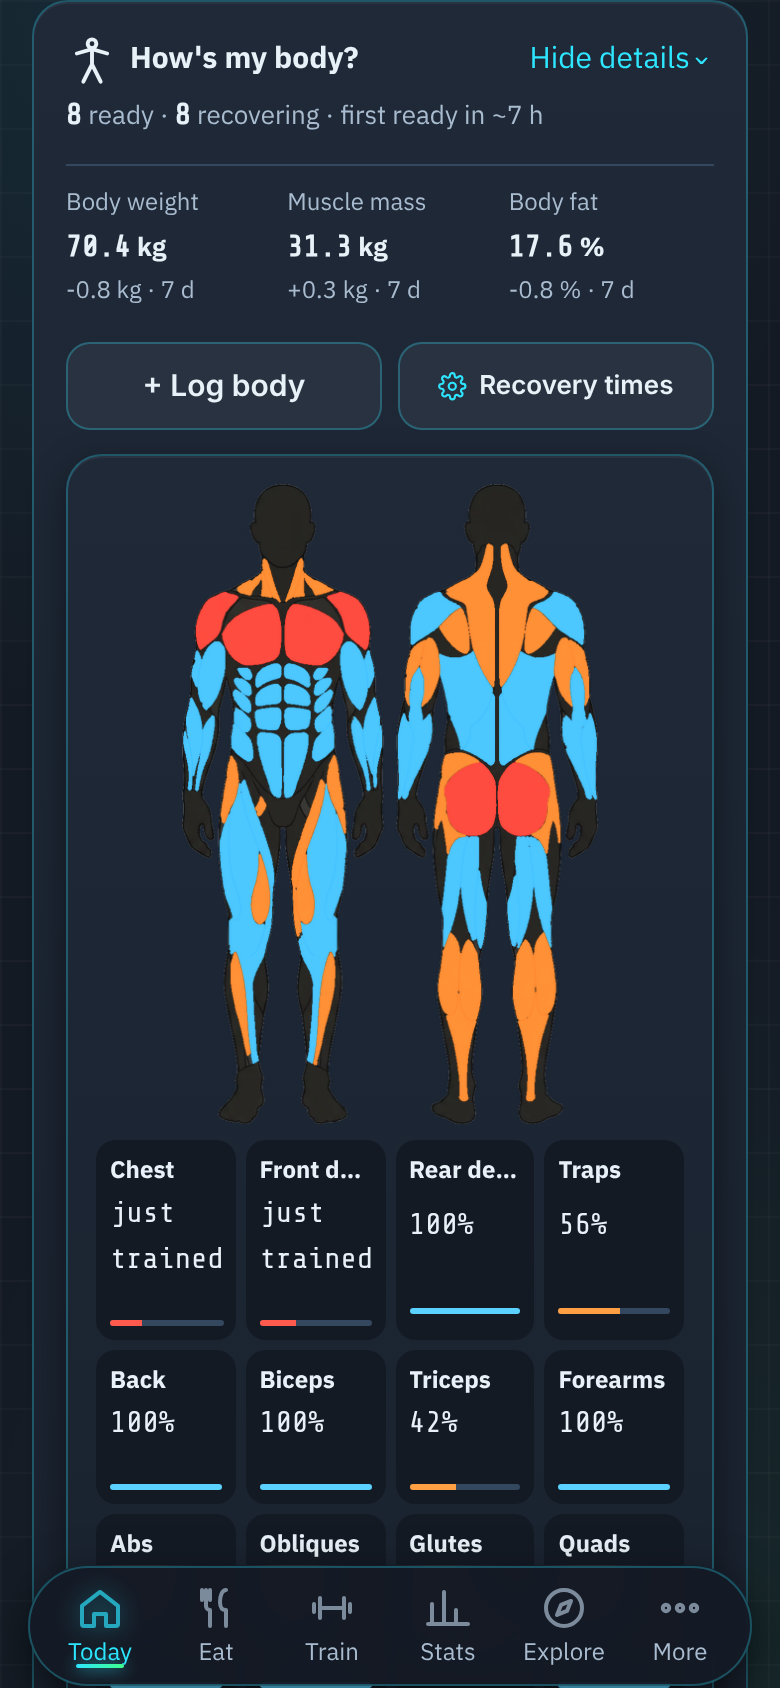 How's my body?
Hide details
8 ready · 8 recovering · first ready in ~7 h
Body weight Muscle mass Body fat
70.4 kg 31.3 kg 17.6 %
-0.8 kg · 7 d +0.3 kg · 7 d -0.8 % · 7 d
+ Log body Recovery times
Chest Front d... Rear de... Traps
just trained just trained 100% 56%
Back Biceps Triceps Forearms
100% 100% 42% 100%
Abs Obliques Glutes Quads
Today Eat Train Stats Explore More